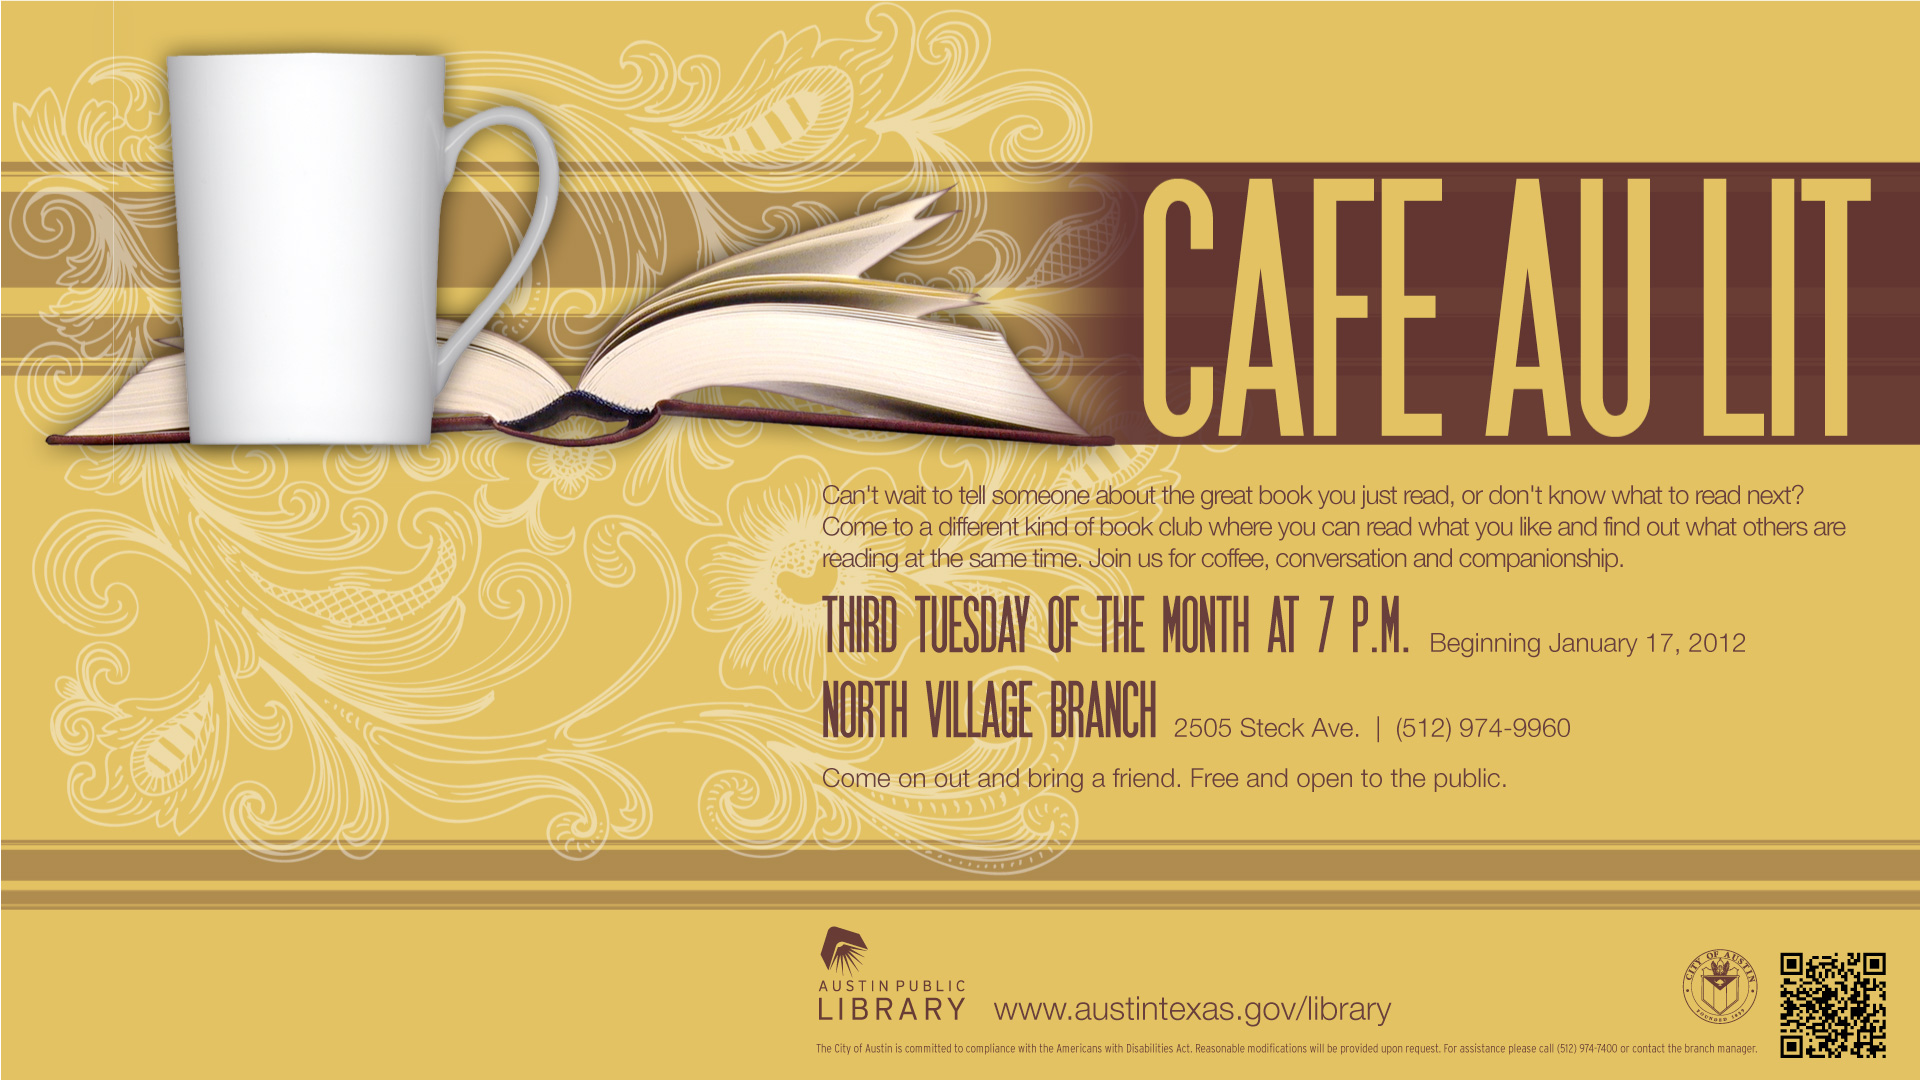 CAFE AU LIT
Can't wait to tell someone about the great book you just read, or don't know what to read next?
Come to a different kind of book club where you can read what you like and find out what others are
reading at the same time. Join us for coffee, conversation and companionship.
THIRD TUESDAY OF THE MONTH AT 7 P.M. Beginning January 17, 2012
NORTH VILLAGE BRANCH 2505 Steck Ave. | (512) 974-9960
Come on out and bring a friend. Free and open to the public.
AUSTIN PUBLIC
LIBRARY
www.austintexas.gov/library
CITY OF AUSTIN
FOUNDED 1839
The City of Austin is committed to compliance with the Americans with Disabilities Act. Reasonable modifications will be provided upon request. For assistance please call (512) 974-7400 or contact the branch manager.